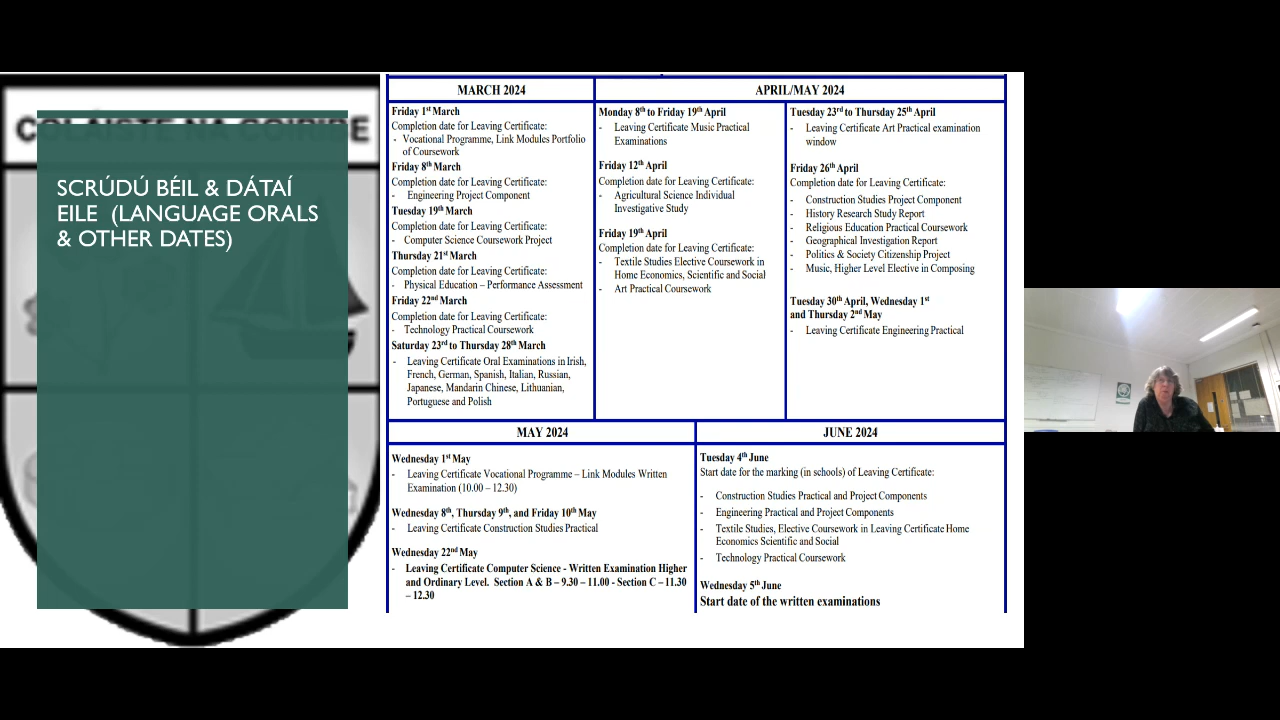 COLÁISTE NA COIRIBE
SCRÚDÚ BÉIL & DÁTAÍ
EILE (LANGUAGE ORALS
& OTHER DATES)
MARCH 2024
Friday 1st March
Completion date for Leaving Certificate:
- Vocational Programme, Link Modules Portfolio
of Coursework
Friday 8th March
Completion date for Leaving Certificate:
- Engineering Project Component
Tuesday 19th March
Completion date for Leaving Certificate:
- Computer Science Coursework Project
Thursday 21st March
Completion date for Leaving Certificate:
- Physical Education – Performance Assessment
Friday 22nd March
Completion date for Leaving Certificate:
- Technology Practical Coursework
Saturday 23rd to Thursday 28th March
- Leaving Certificate Oral Examinations in Irish,
French, German, Spanish, Italian, Russian,
Japanese, Mandarin Chinese, Lithuanian,
Portuguese and Polish
APRIL/MAY 2024
Monday 8th to Friday 19th April
- Leaving Certificate Music Practical
Examinations
Friday 12th April
Completion date for Leaving Certificate:
- Agricultural Science Individual
Investigative Study
Friday 19th April
Completion date for Leaving Certificate:
- Textile Studies Elective Coursework in
Home Economics, Scientific and Social
- Art Practical Coursework
Tuesday 23rd to Thursday 25th April
- Leaving Certificate Art Practical examination
window
Friday 26th April
Completion date for Leaving Certificate:
- Construction Studies Project Component
- History Research Study Report
- Religious Education Practical Coursework
- Geographical Investigation Report
- Politics & Society Citizenship Project
- Music, Higher Level Elective in Composing
Tuesday 30th April, Wednesday 1st
and Thursday 2nd May
- Leaving Certificate Engineering Practical
MAY 2024
Wednesday 1st May
- Leaving Certificate Vocational Programme – Link Modules Written
Examination (10.00 – 12.30)
Wednesday 8th, Thursday 9th, and Friday 10th May
- Leaving Certificate Construction Studies Practical
Wednesday 22nd May
- Leaving Certificate Computer Science - Written Examination Higher
and Ordinary Level. Section A & B – 9.30 – 11.00 - Section C – 11.30
– 12.30
JUNE 2024
Tuesday 4th June
Start date for the marking (in schools) of Leaving Certificate:
- Construction Studies Practical and Project Components
- Engineering Practical and Project Components
- Textile Studies, Elective Coursework in Leaving Certificate Home
Economics Scientific and Social
- Technology Practical Coursework
Wednesday 5th June
Start date of the written examinations